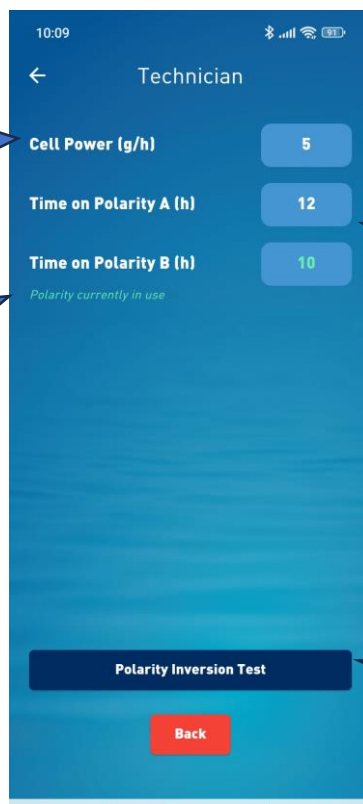 10:09
91
Technician
Cell Power (g/h) 5
Time on Polarity A (h) 12
Time on Polarity B (h) 10
Polarity currently in use
Polarity Inversion Test
Back